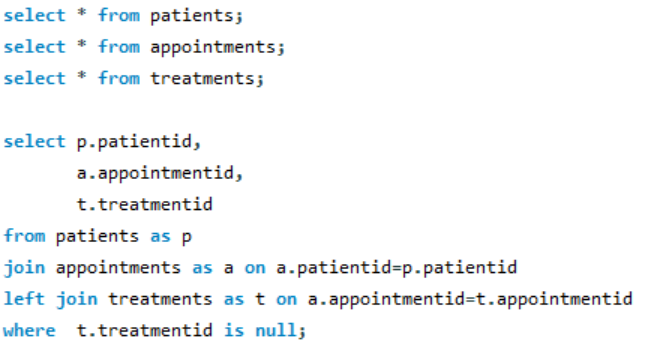 select * from patients;
select * from appointments;
select * from treatments;
select p.patientid,
a.appointmentid,
t.treatmentid
from patients as p
join appointments as a on a.patientid=p.patientid
left join treatments as t on a.appointmentid=t.appointmentid
where  t.treatmentid is null;